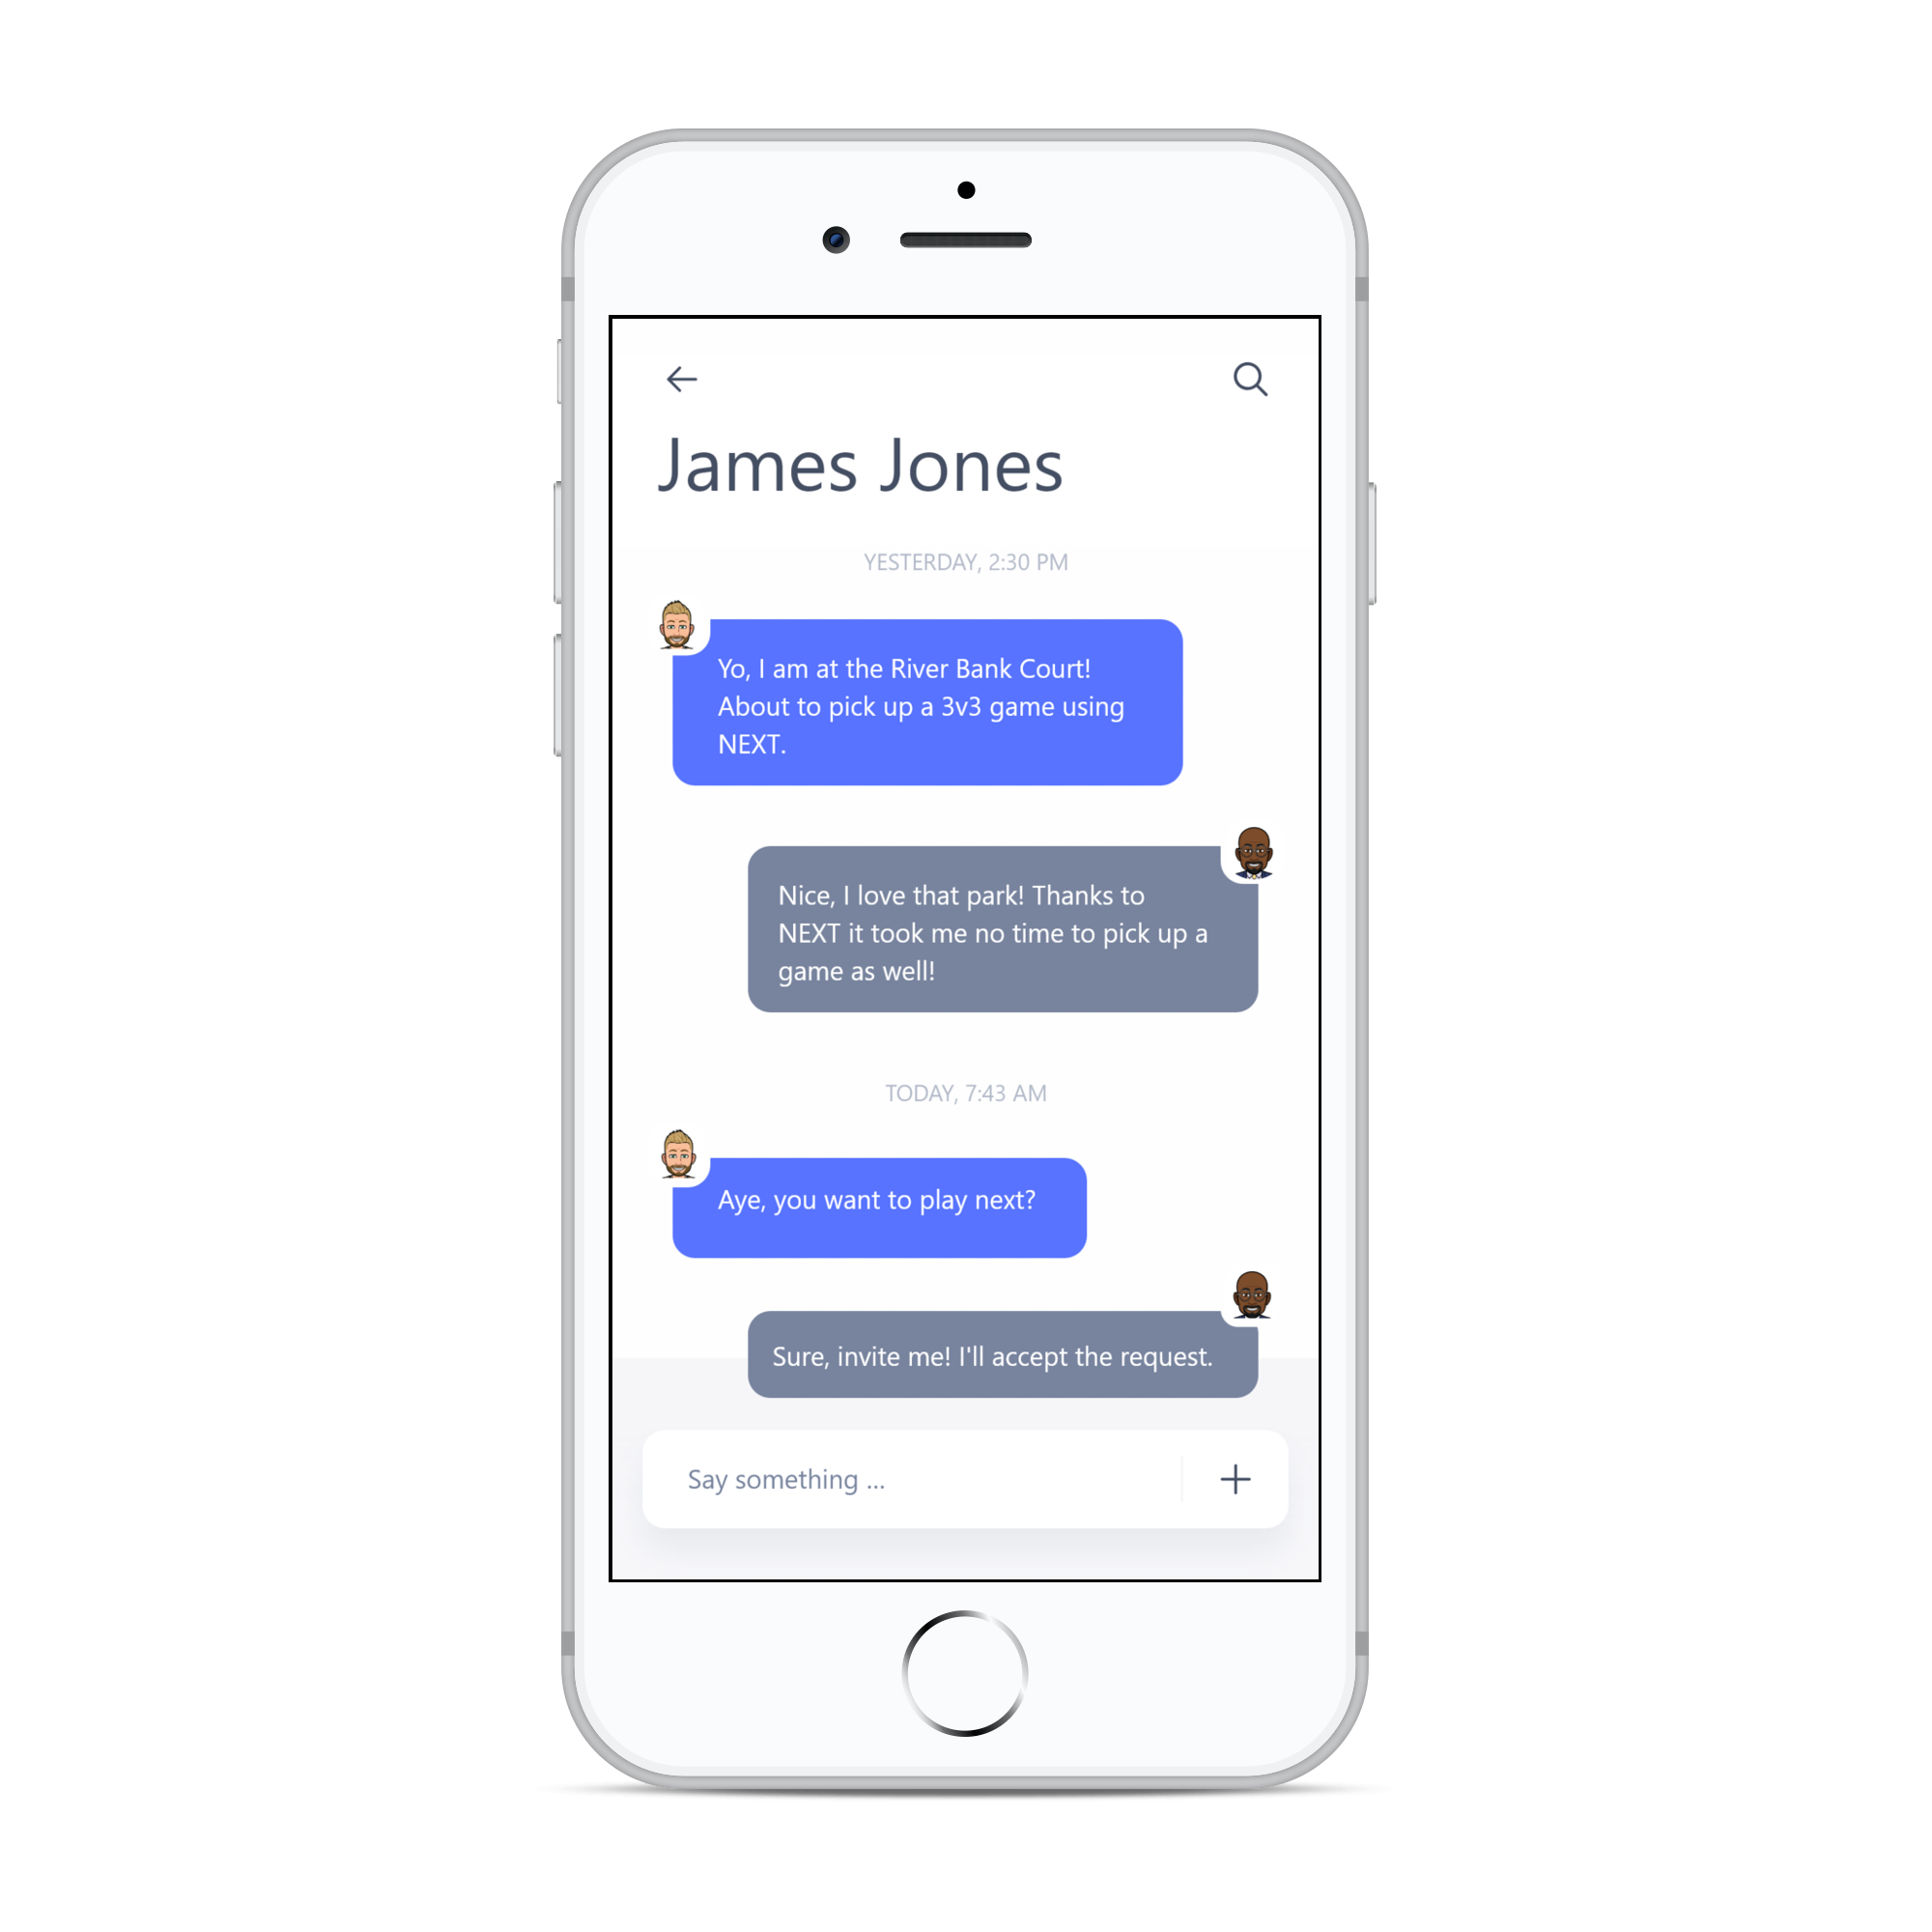 James Jones
YESTERDAY, 2:30 PM
Yo, I am at the River Bank Court!
About to pick up a 3v3 game using
NEXT.
Nice, I love that park! Thanks to
NEXT it took me no time to pick up a
game as well!
TODAY, 7:43 AM
Aye, you want to play next?
Sure, invite me! I'll accept the request.
Say something ...